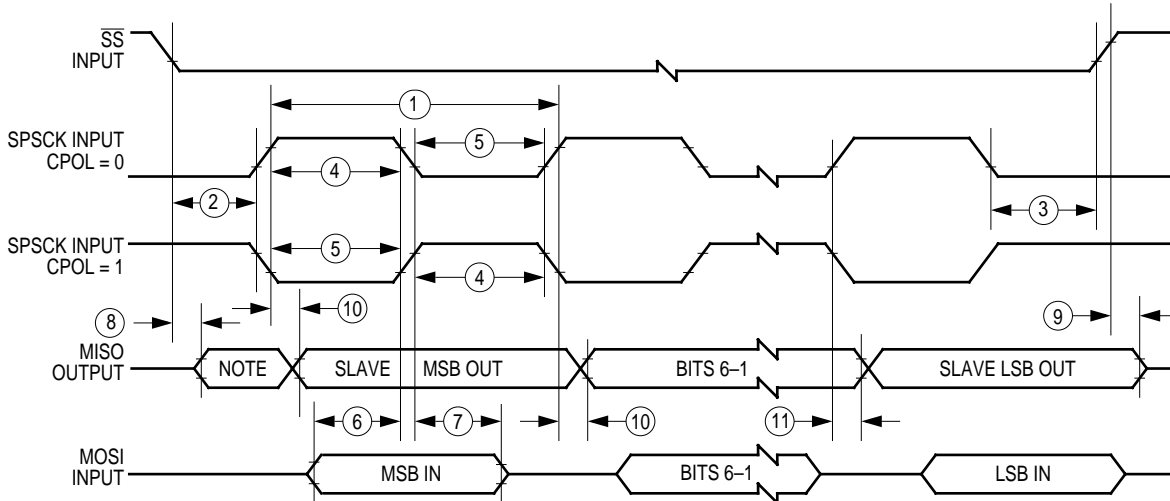 SS
INPUT
1
SPSCK INPUT
CPOL = 0
5
4
2
3
SPSCK INPUT
CPOL = 1
5
4
8
10
9
MISO
OUTPUT
NOTE
SLAVE MSB OUT
BITS 6–1
SLAVE LSB OUT
6
7
10
11
MOSI
INPUT
MSB IN
BITS 6–1
LSB IN